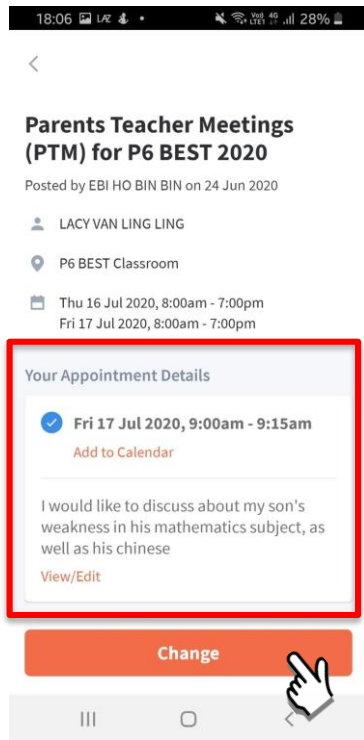 18:06 28%
Parents Teacher Meetings
(PTM) for P6 BEST 2020
Posted by EBI HO BIN BIN on 24 Jun 2020
LACY VAN LING LING
P6 BEST Classroom
Thu 16 Jul 2020, 8:00am - 7:00pm
Fri 17 Jul 2020, 8:00am - 7:00pm
Your Appointment Details
Fri 17 Jul 2020, 9:00am - 9:15am
Add to Calendar
I would like to discuss about my son's
weakness in his mathematics subject, as
well as his chinese
View/Edit
Change